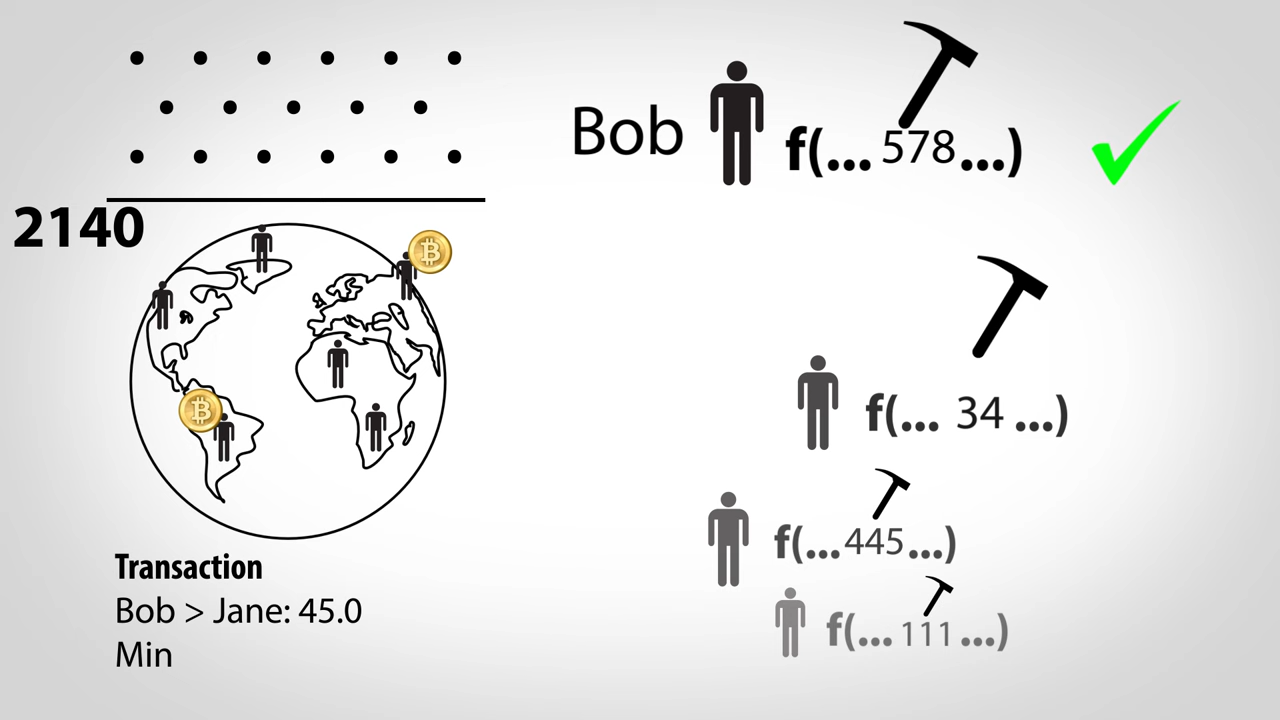 2140
Bob
f(... 578 ...)
f(... 34 ...)
f(... 445 ...)
f(... 111 ...)
Transaction
Bob > Jane: 45.0
Min